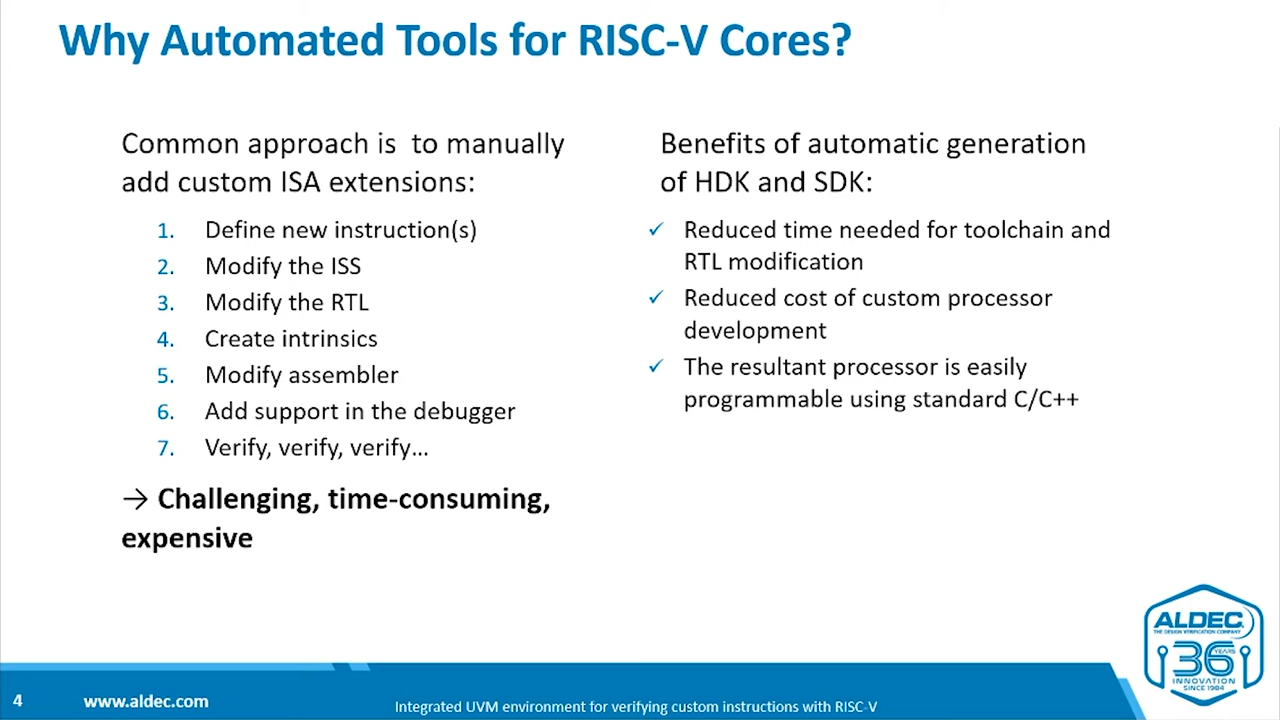 Why Automated Tools for RISC-V Cores?
Common approach is to manually
add custom ISA extensions:
1. Define new instruction(s)
2. Modify the ISS
3. Modify the RTL
4. Create intrinsics
5. Modify assembler
6. Add support in the debugger
7. Verify, verify, verify…
→ Challenging, time-consuming,
expensive
Benefits of automatic generation
of HDK and SDK:
✓ Reduced time needed for toolchain and
RTL modification
✓ Reduced cost of custom processor
development
✓ The resultant processor is easily
programmable using standard C/C++
ALDEC
THE DESIGN VERIFICATION COMPANY
36 YEARS
INNOVATION
SINCE 1984
4
www.aldec.com
Integrated UVM environment for verifying custom instructions with RISC-V